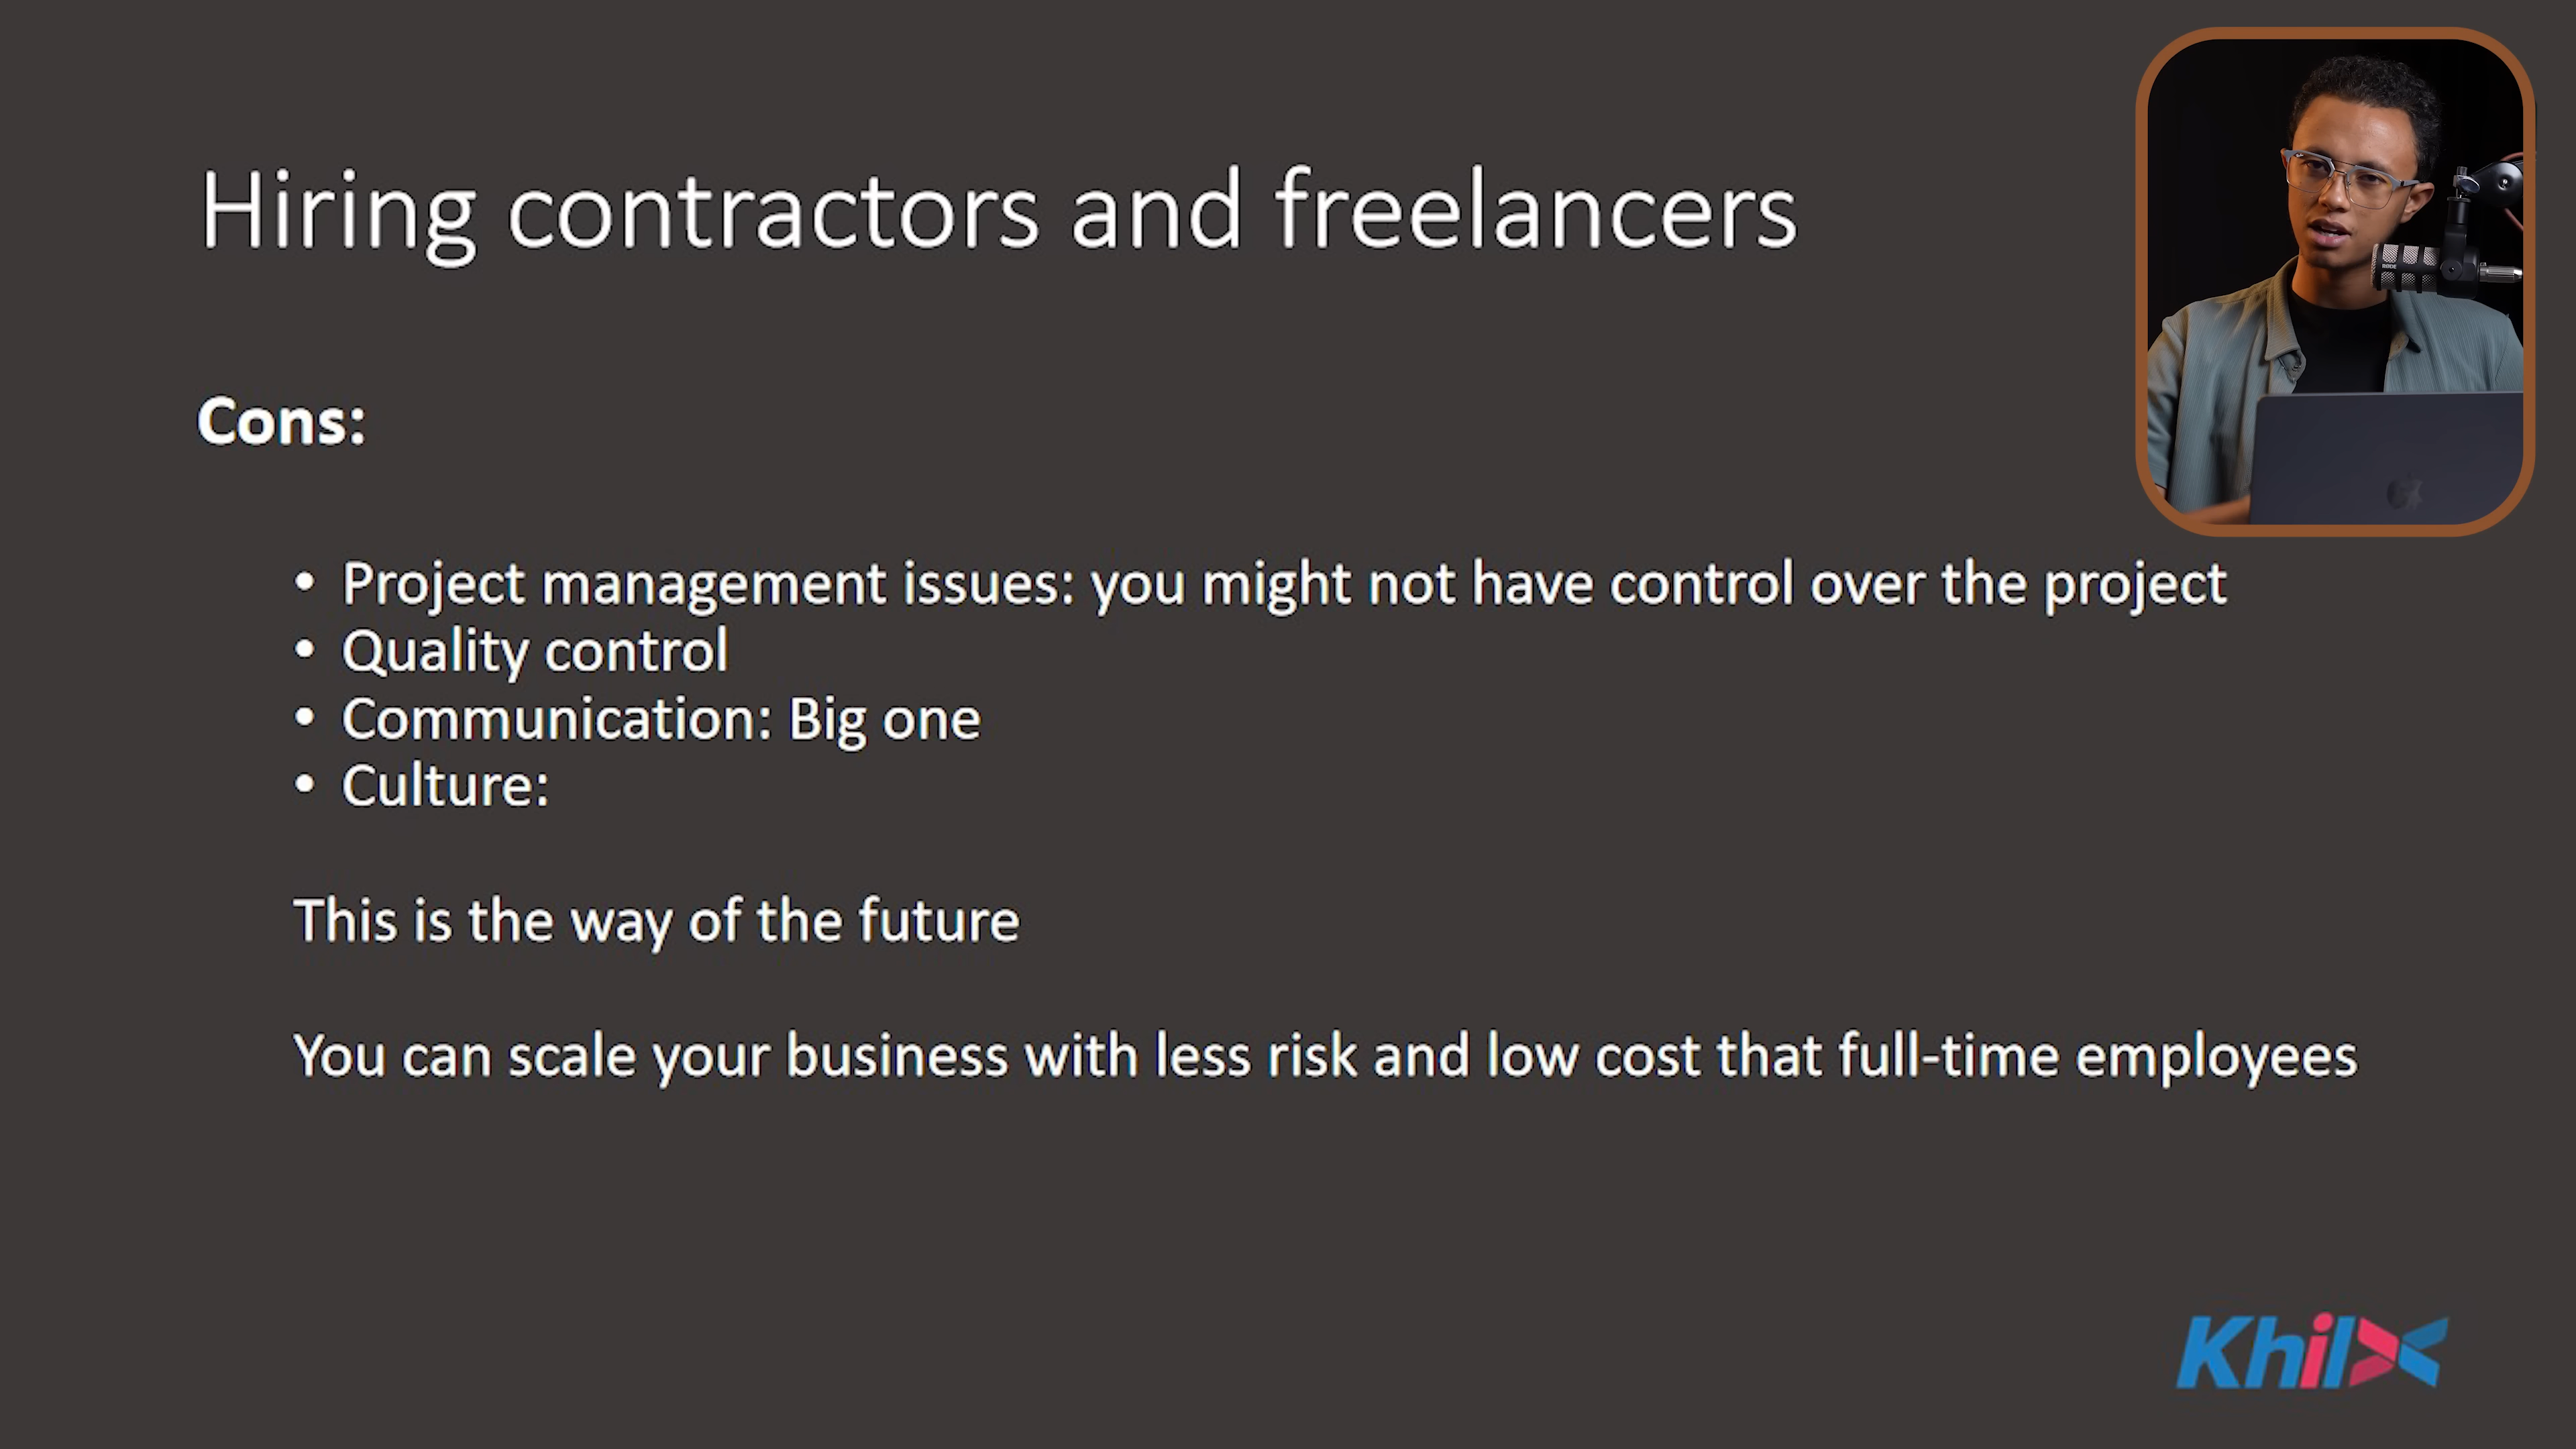 Hiring contractors and freelancers
Cons:
• Project management issues: you might not have control over the project
• Quality control
• Communication: Big one
• Culture:
This is the way of the future
You can scale your business with less risk and low cost that full-time employees
RODE
KhilX